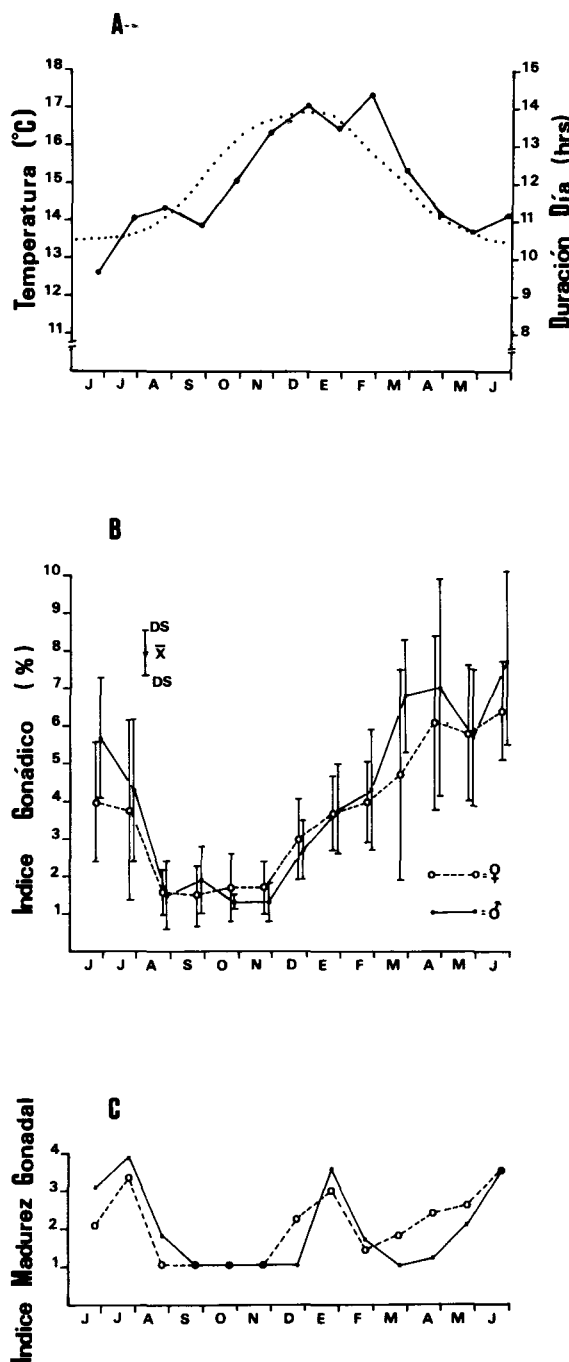 A
18
17
16
15
14
13
12
11
Temperatura (°C)
15
14
13
12
11
10
9
8
Duración Día (hrs)
J J A S O N D E F M A M J
B
10
9
8
7
6
5
4
3
2
1
Indice Gonádico (%)
DS
X̅
DS
♀
♂
J J A S O N D E F M A M J
C
4
3
2
1
Indice Madurez Gonadal
J J A S O N D E F M A M J